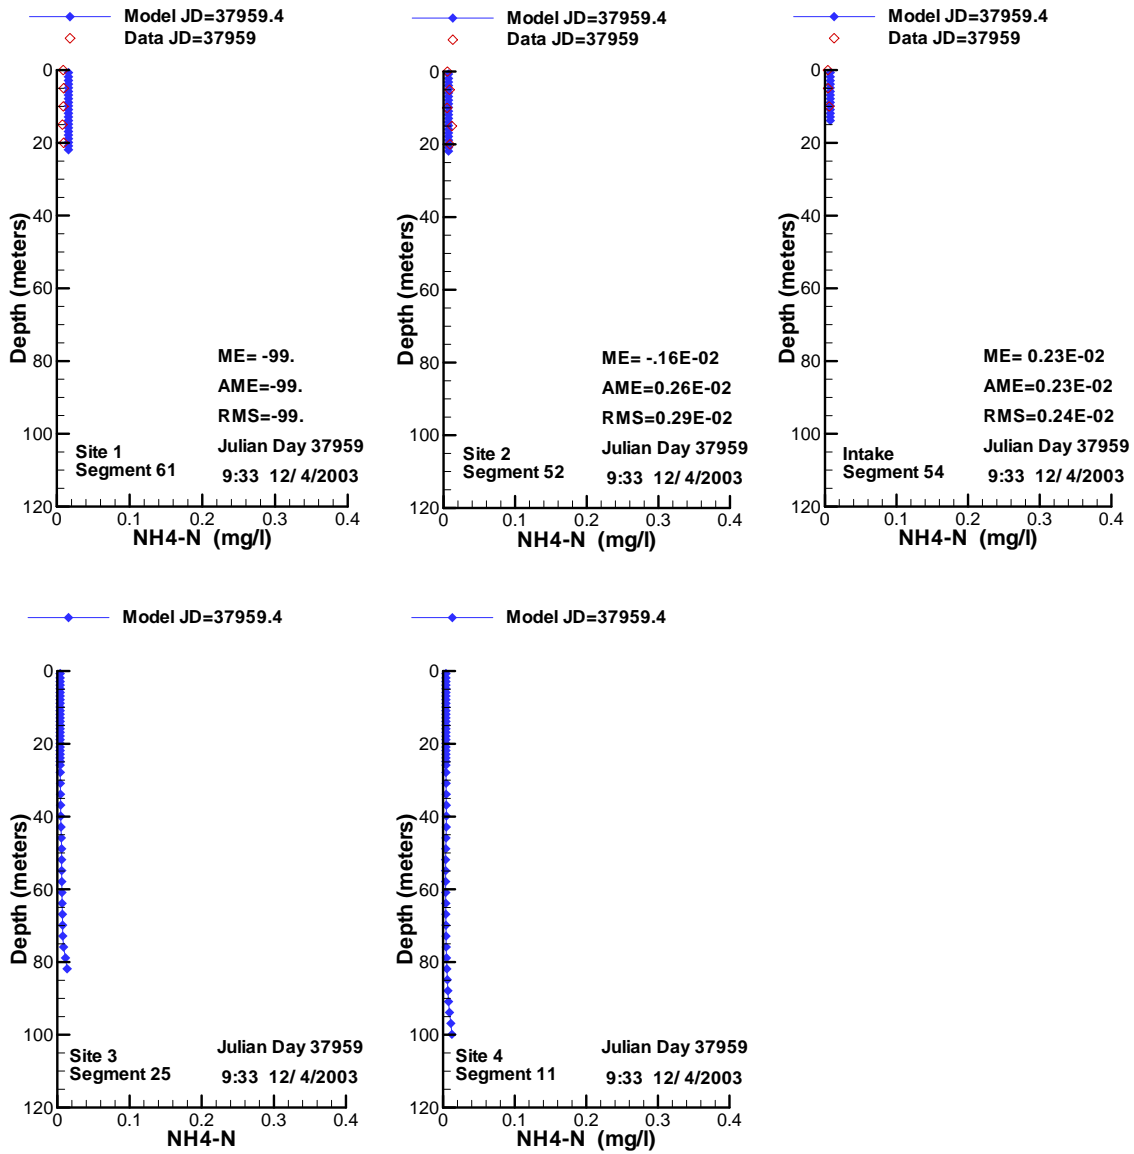 Model JD=37959.4
Data JD=37959
0
20
40
60
80
100
120
Depth (meters)
ME= -99.
AME=-99.
RMS=-99.
Site 1
Segment 61
Julian Day 37959
9:33 12/ 4/2003
0 0.1 0.2 0.3 0.4
NH4-N (mg/l)
Model JD=37959.4
Data JD=37959
0
20
40
60
80
100
120
Depth (meters)
ME= -.16E-02
AME=0.26E-02
RMS=0.29E-02
Site 2
Segment 52
Julian Day 37959
9:33 12/ 4/2003
0 0.1 0.2 0.3 0.4
NH4-N (mg/l)
Model JD=37959.4
Data JD=37959
0
20
40
60
80
100
120
Depth (meters)
ME= 0.23E-02
AME=0.23E-02
RMS=0.24E-02
Intake
Segment 54
Julian Day 37959
9:33 12/ 4/2003
0 0.1 0.2 0.3 0.4
NH4-N (mg/l)
Model JD=37959.4
0
20
40
60
80
100
120
Depth (meters)
Site 3
Segment 25
Julian Day 37959
9:33 12/ 4/2003
0 0.1 0.2 0.3 0.4
NH4-N
Model JD=37959.4
0
20
40
60
80
100
120
Depth (meters)
Site 4
Segment 11
Julian Day 37959
9:33 12/ 4/2003
0 0.1 0.2 0.3 0.4
NH4-N (mg/l)